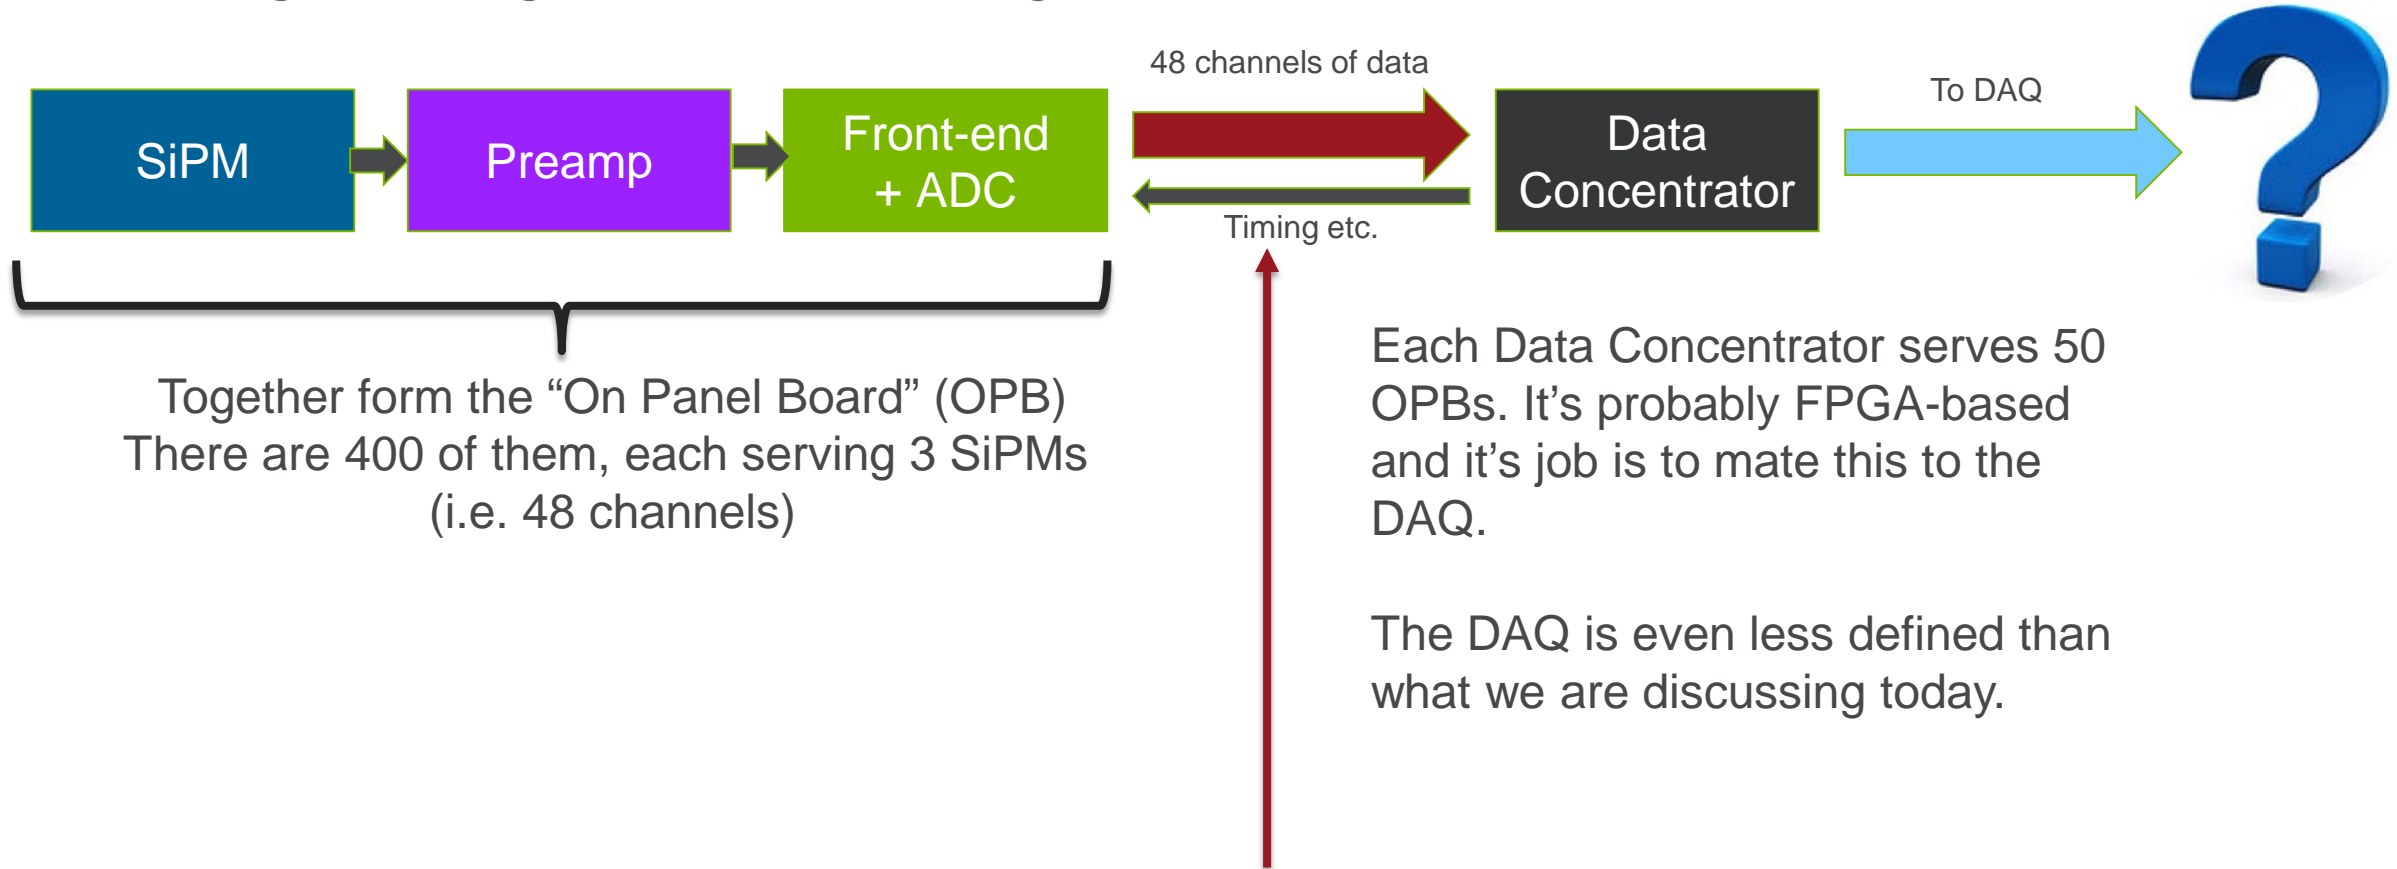 48 channels of data
To DAQ
SiPM
Preamp
Front-end
+ ADC
Data
Concentrator
Timing etc.
Together form the “On Panel Board” (OPB)
There are 400 of them, each serving 3 SiPMs
(i.e. 48 channels)
Each Data Concentrator serves 50
OPBs. It’s probably FPGA-based
and it’s job is to mate this to the
DAQ.
The DAQ is even less defined than
what we are discussing today.